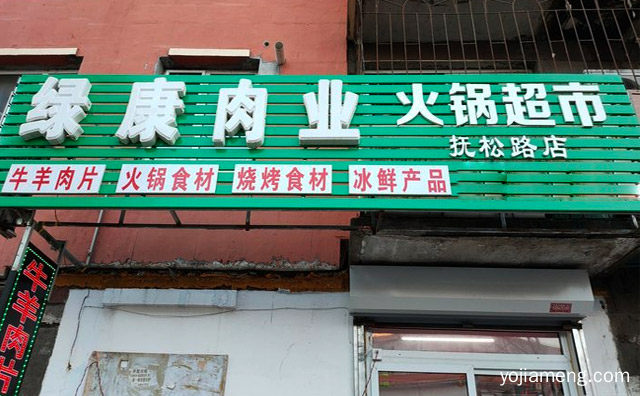 绿康肉业 火锅超市
抚松路店
牛羊肉片 火锅食材 烧烤食材 冰鲜产品
牛羊肉片
yojiameng.com